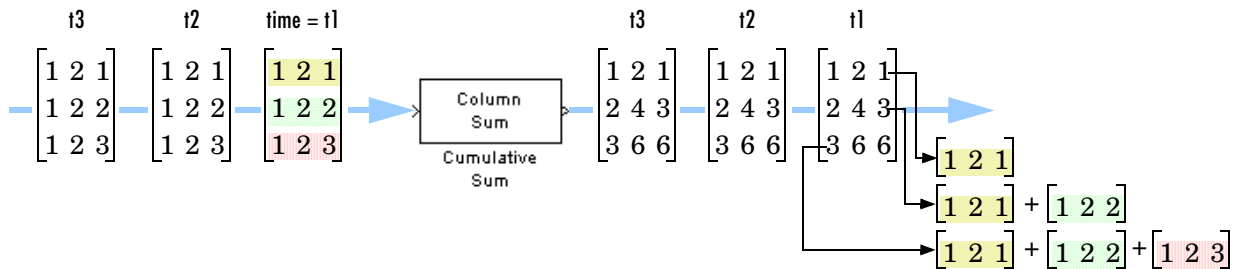 t3 t2 time = t1 t3 t2 t1
1 2 1 1 2 1 1 2 1 1 2 1 1 2 1 1 2 1
1 2 2 1 2 2 1 2 2 Column Sum 2 4 3 2 4 3 2 4 3
1 2 3 1 2 3 1 2 3 3 6 6 3 6 6 3 6 6
Cumulative
Sum
[1 2 1]
[1 2 1] + [1 2 2]
[1 2 1] + [1 2 2] + [1 2 3]